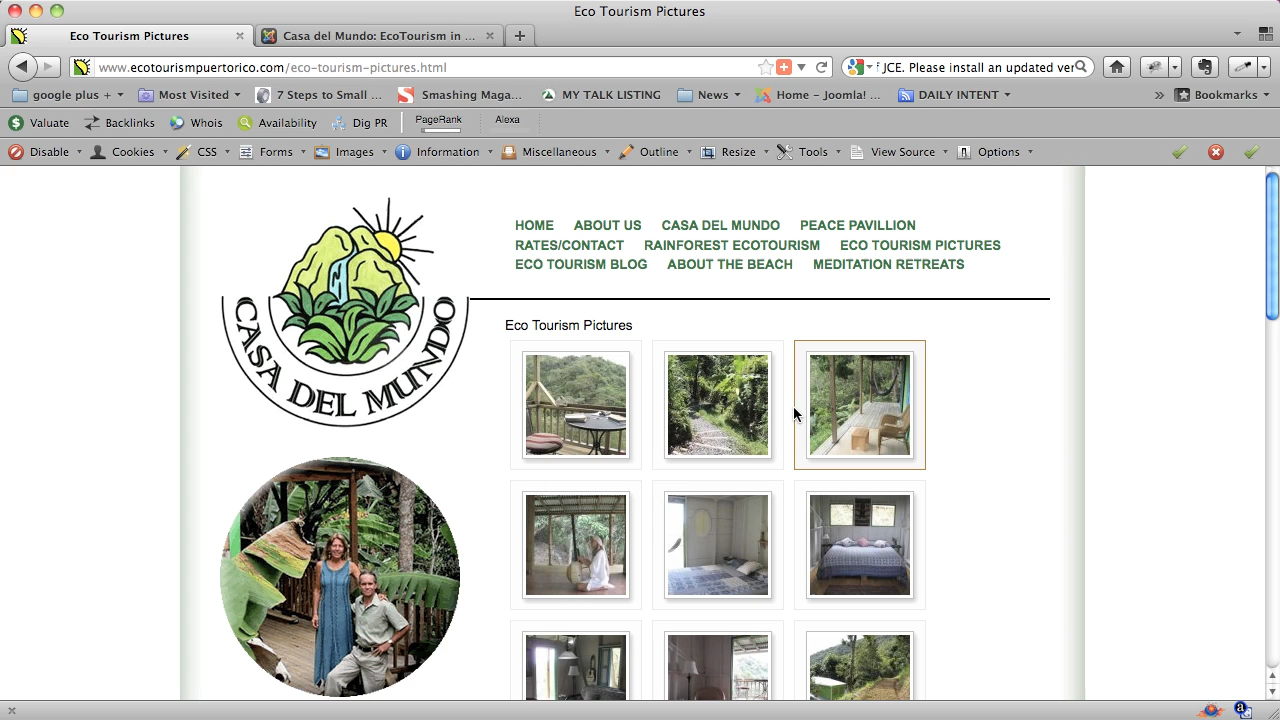 Eco Tourism Pictures
Eco Tourism Pictures
Casa del Mundo: EcoTourism in ...
www.ecotourismpuertorico.com/eco-tourism-pictures.html
JCE. Please install an updated ver
google plus +
Most Visited
7 Steps to Small ...
Smashing Maga...
MY TALK LISTING
News
Home – Joomla! ...
DAILY INTENT
Bookmarks
Valuate
Backlinks
Whois
Availability
Dig PR
PageRank
Alexa
Disable
Cookies
CSS
Forms
Images
Information
Miscellaneous
Outline
Resize
Tools
View Source
Options
HOME ABOUT US CASA DEL MUNDO PEACE PAVILLION
RATES/CONTACT RAINFOREST ECOTOURISM ECO TOURISM PICTURES
ECO TOURISM BLOG ABOUT THE BEACH MEDITATION RETREATS
CASA DEL MUNDO
Eco Tourism Pictures